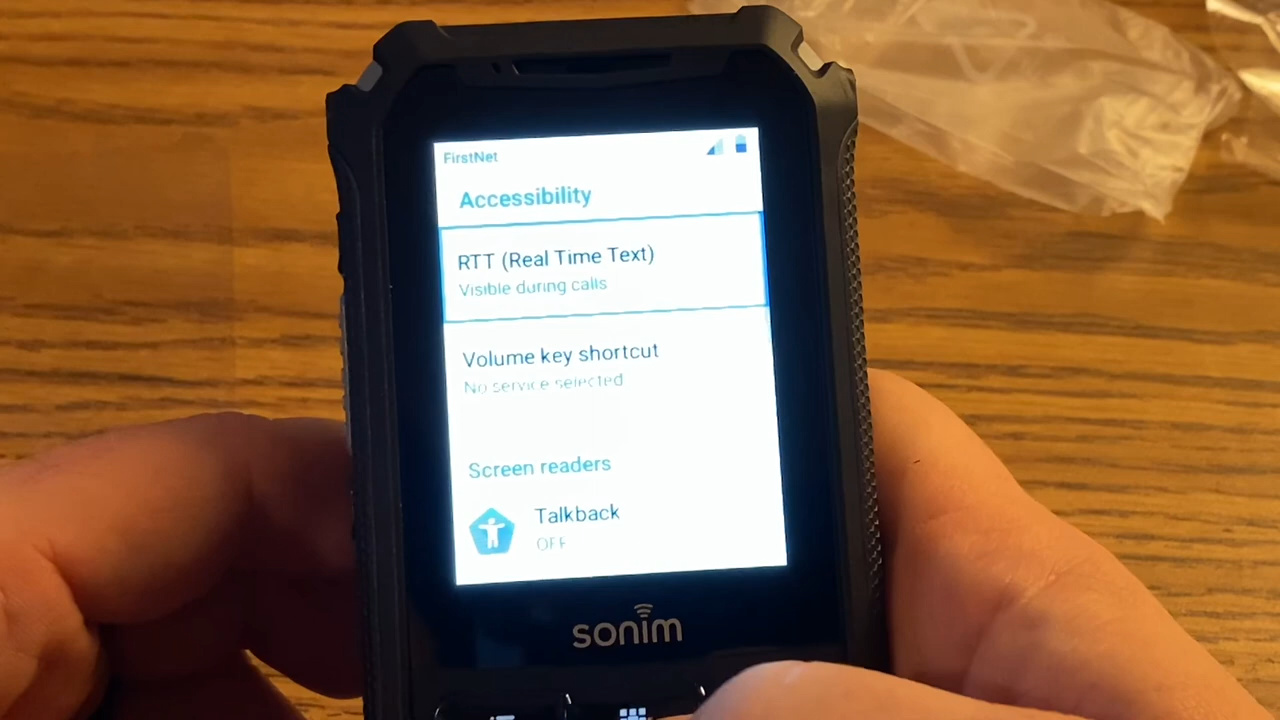 FirstNet
Accessibility
RTT (Real Time Text)
Visible during calls
Volume key shortcut
No service selected
Screen readers
Talkback
OFF
sonim